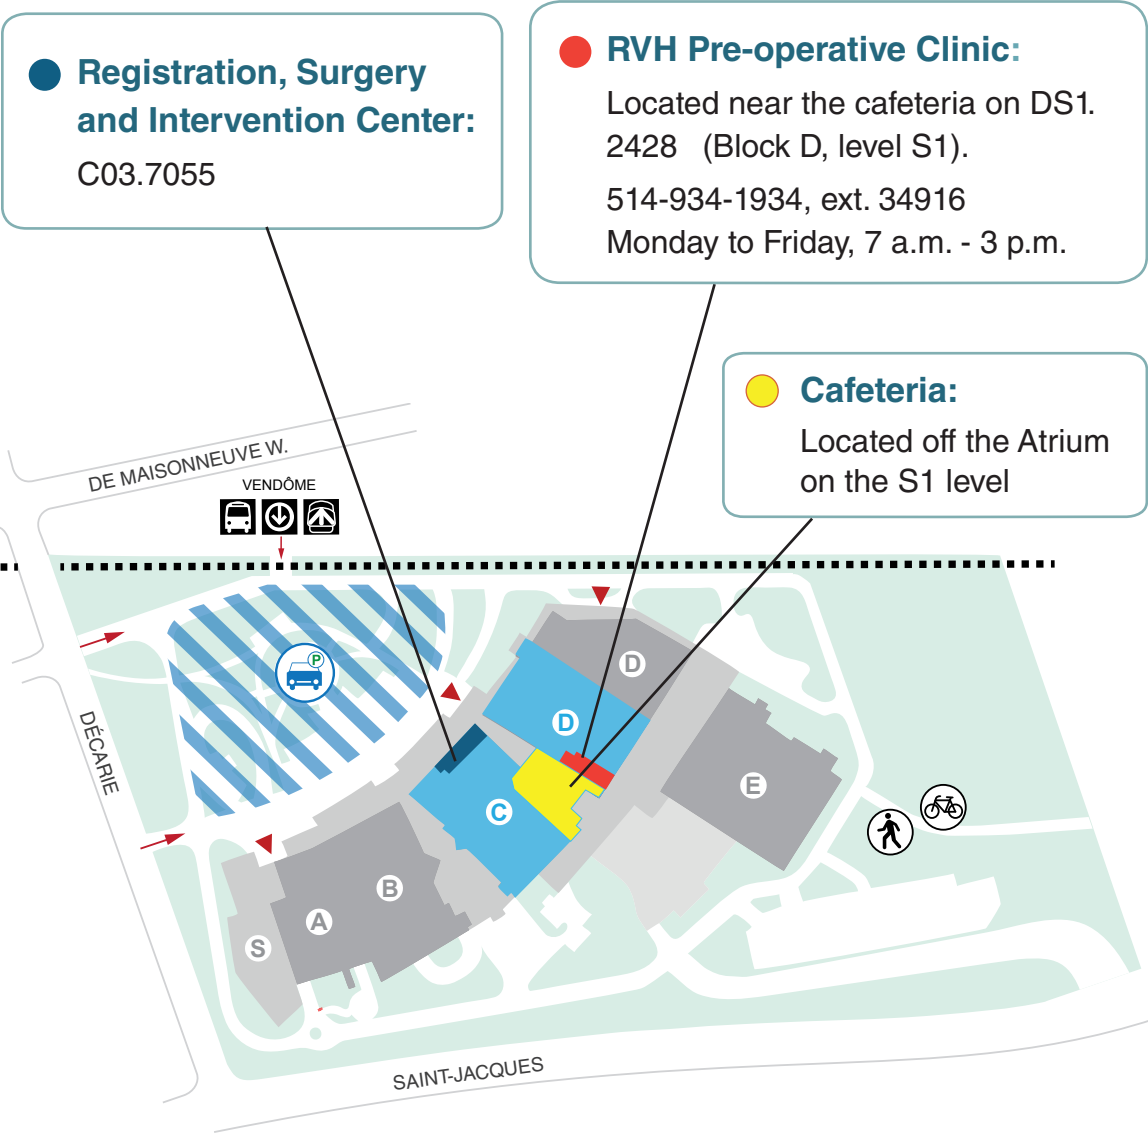 Registration, Surgery
and Intervention Center:
C03.7055
RVH Pre-operative Clinic:
Located near the cafeteria on DS1.
2428 (Block D, level S1).
514-934-1934, ext. 34916
Monday to Friday, 7 a.m. - 3 p.m.
Cafeteria:
Located off the Atrium
on the S1 level
DE MAISONNEUVE W.
VENDÔME
P
D
D
DÉCARIE
E
C
B
A
S
SAINT-JACQUES